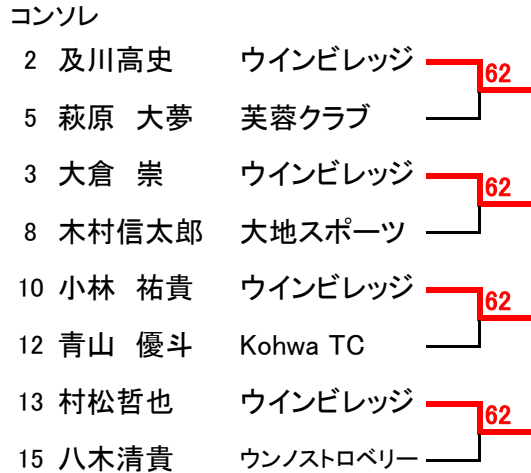 コンソレ
2 及川高史 ウインビレッジ 62
5 萩原 大夢 芙蓉クラブ
3 大倉 崇 ウインビレッジ 62
8 木村信太郎 大地スポーツ
10 小林 祐貴 ウインビレッジ 62
12 青山 優斗 Kohwa TC
13 村松哲也 ウインビレッジ 62
15 八木清貴 ウンノストロベリー